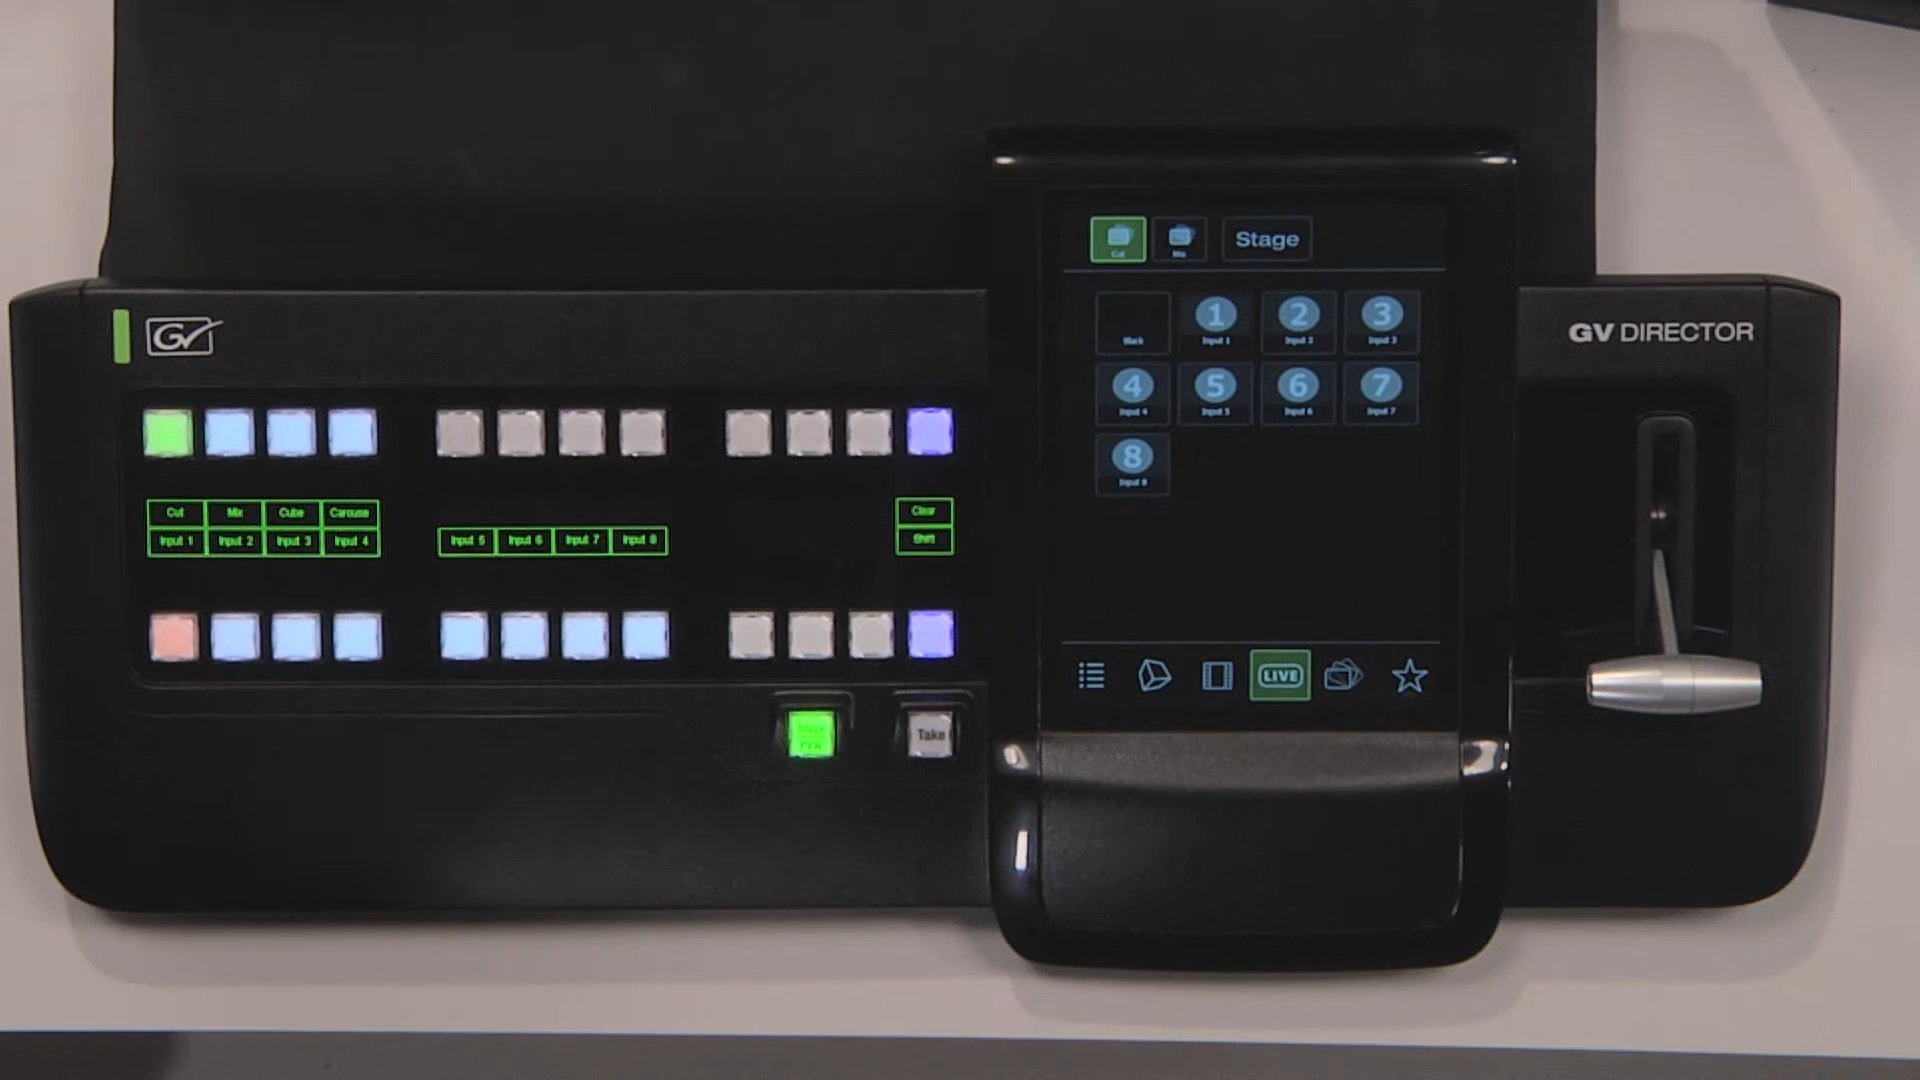 Cut Mix Stage
GV
GV DIRECTOR
Black 1 Input 1 2 Input 2 3 Input 3
4 Input 4 5 Input 5 6 Input 6 7 Input 7
8 Input 8
Cut Mix Cube Carouse Clear
Input 1 Input 2 Input 3 Input 4 Input 5 Input 6 Input 7 Input 8 Shift
LIVE
Take